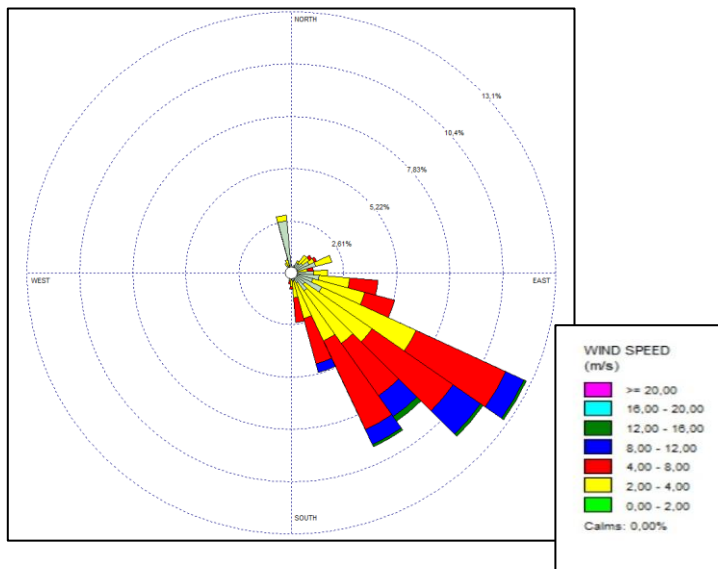 NORTH
13,1%
10,4%
7,83%
5,22%
2,61%
WEST
EAST
SOUTH
WIND SPEED
(m/s)
>= 20,00
16,00 - 20,00
12,00 - 16,00
8,00 - 12,00
4,00 - 8,00
2,00 - 4,00
0,00 - 2,00
Calms: 0,00%